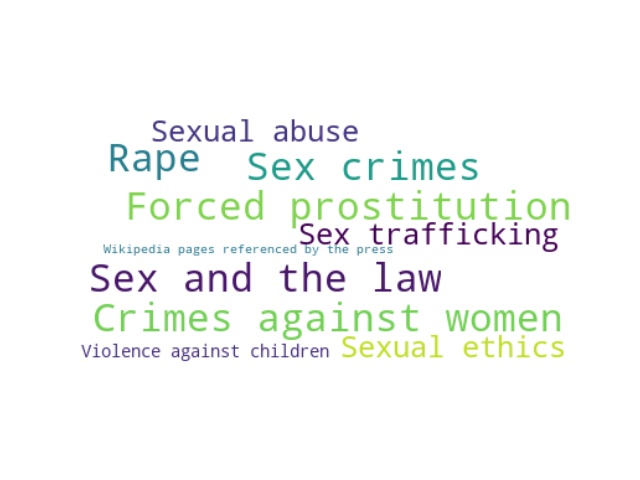 Sexual abuse
Rape
Sex crimes
Forced prostitution
Sex trafficking
Wikipedia pages referenced by the press
Sex and the law
Crimes against women
Violence against children
Sexual ethics